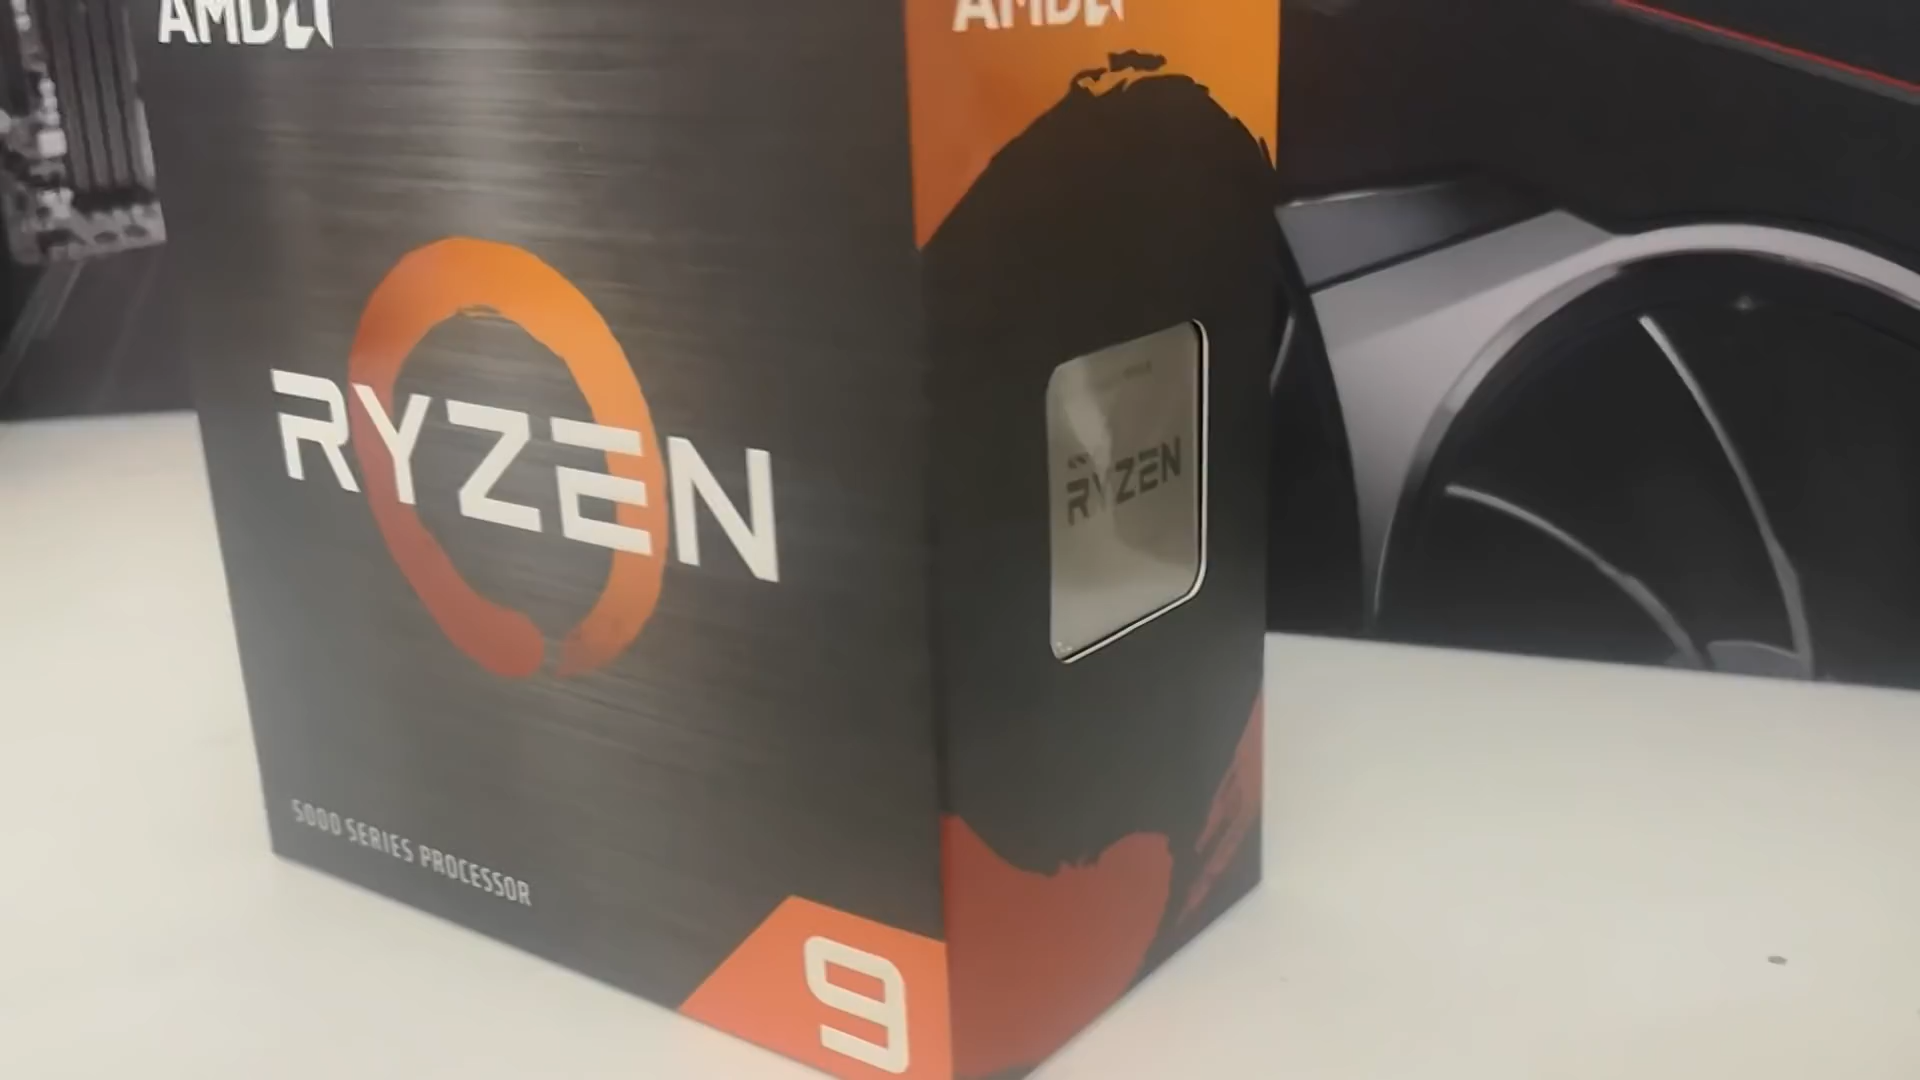 AMD
RYZEN
5000 SERIES PROCESSOR
9
AMD
RYZEN